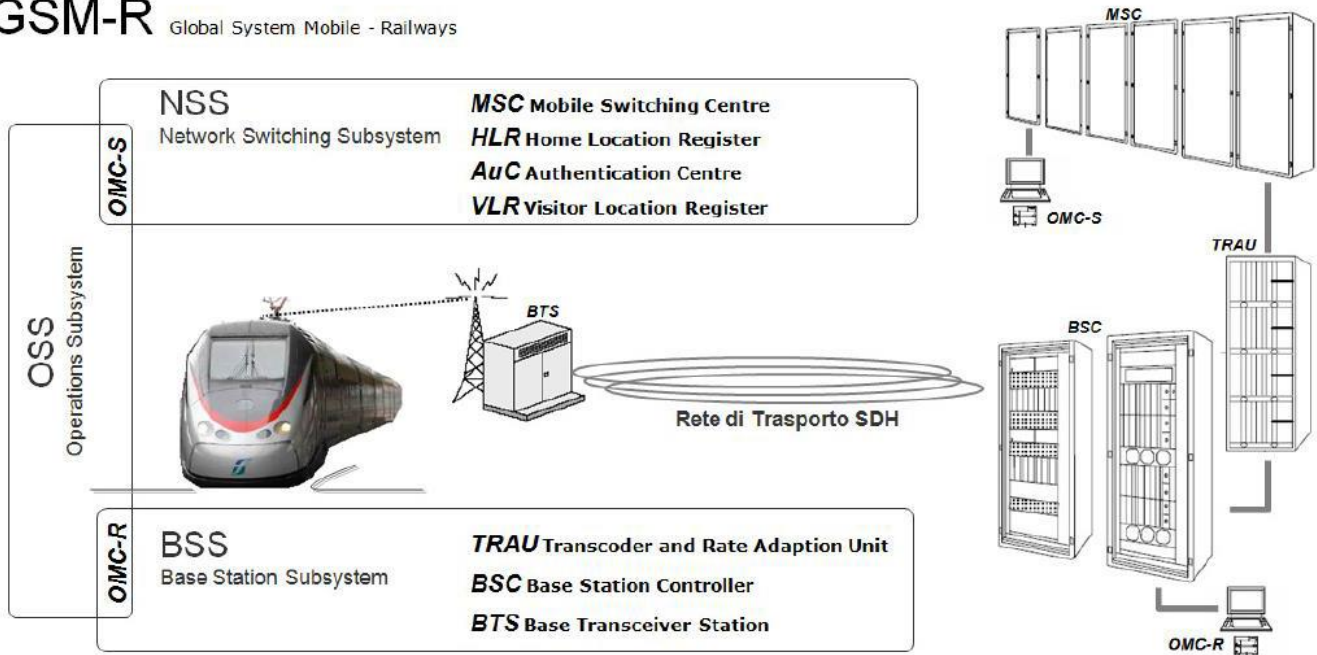 GSM-R Global System Mobile - Railways
NSS
Network Switching Subsystem
MSC Mobile Switching Centre
HLR Home Location Register
AuC Authentication Centre
VLR Visitor Location Register
OMC-S
OSS
Operations Subsystem
BTS
Rete di Trasporto SDH
OMC-R
BSS
Base Station Subsystem
TRAU Transcoder and Rate Adaption Unit
BSC Base Station Controller
BTS Base Transceiver Station
MSC
OMC-S
TRAU
BSC
OMC-R